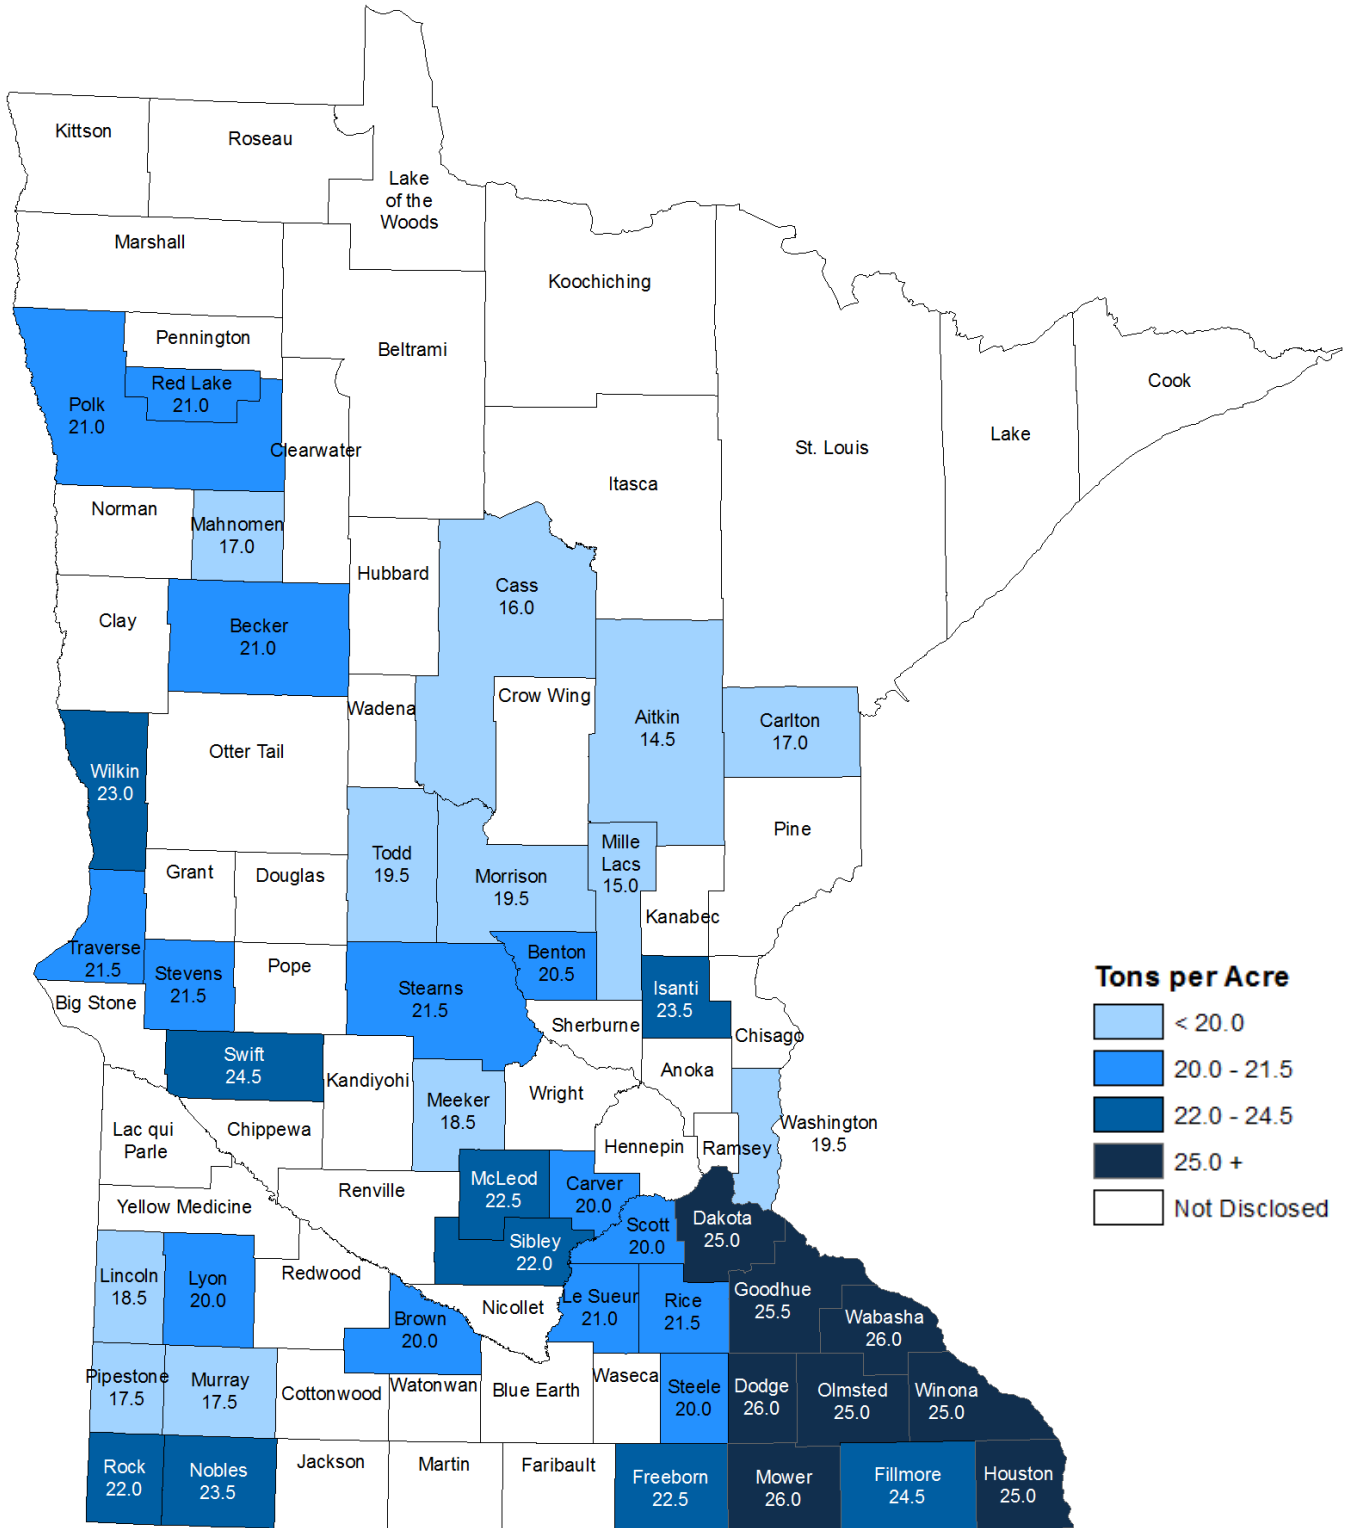 Kittson
Roseau
Lake
of the
Woods
Marshall
Koochiching
Pennington
Beltrami
Cook
Red Lake
21.0
Polk
21.0
Clearwater
St. Louis
Lake
Itasca
Norman
Mahnomen
17.0
Hubbard
Cass
16.0
Clay
Becker
21.0
Wadena
Crow Wing
Aitkin
14.5
Carlton
17.0
Otter Tail
Wilkin
23.0
Pine
Mille
Lacs
15.0
Todd
19.5
Morrison
19.5
Grant
Douglas
Kanabec
Traverse
21.5
Stevens
21.5
Pope
Benton
20.5
Stearns
21.5
Isanti
23.5
Big Stone
Sherburne
Chisago
Swift
24.5
Kandiyohi
Anoka
Meeker
18.5
Wright
Lac qui
Parle
Chippewa
Washington
19.5
Hennepin
Ramsey
McLeod
22.5
Carver
20.0
Renville
Yellow Medicine
Dakota
25.0
Scott
20.0
Sibley
22.0
Lincoln
18.5
Lyon
20.0
Redwood
Goodhue
25.5
Le Sueur
21.0
Rice
21.5
Nicollet
Brown
20.0
Wabasha
26.0
Pipestone
17.5
Murray
17.5
Cottonwood
Watonwan
Blue Earth
Waseca
Steele
20.0
Dodge
26.0
Olmsted
25.0
Winona
25.0
Rock
22.0
Nobles
23.5
Jackson
Martin
Faribault
Freeborn
22.5
Mower
26.0
Fillmore
24.5
Houston
25.0
Tons per Acre
< 20.0
20.0 - 21.5
22.0 - 24.5
25.0 +
Not Disclosed